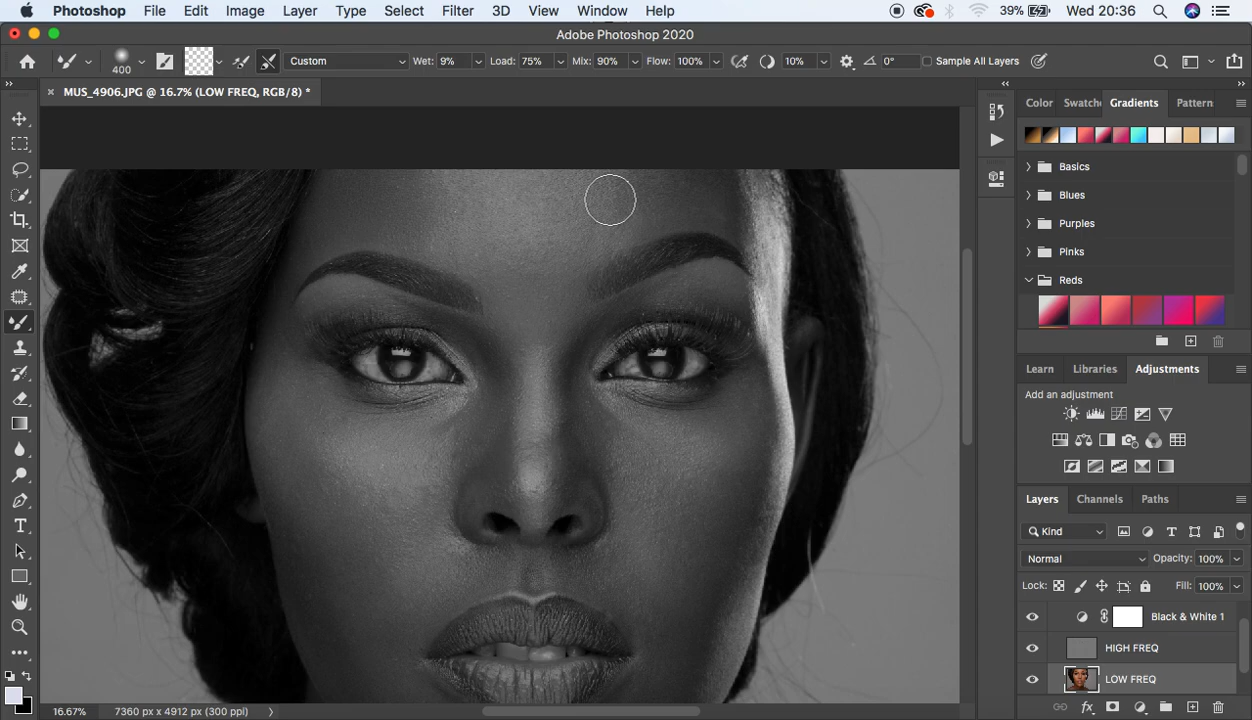 Photoshop File Edit Image Layer Type Select Filter 3D View Window Help 39% Wed 20:36
Adobe Photoshop 2020
400 Custom Wet: 9% Load: 75% Mix: 90% Flow: 100% 10% 0° Sample All Layers
MUS_4906.JPG @ 16.7% (LOW FREQ, RGB/8) *
Color Swatche Gradients Pattern
Basics
Blues
Purples
Pinks
Reds
Learn Libraries Adjustments
Add an adjustment
Layers Channels Paths
Kind
Normal Opacity: 100%
Lock: Fill: 100%
Black & White 1
HIGH FREQ
LOW FREQ
16.67% 7360 px x 4912 px (300 ppi)